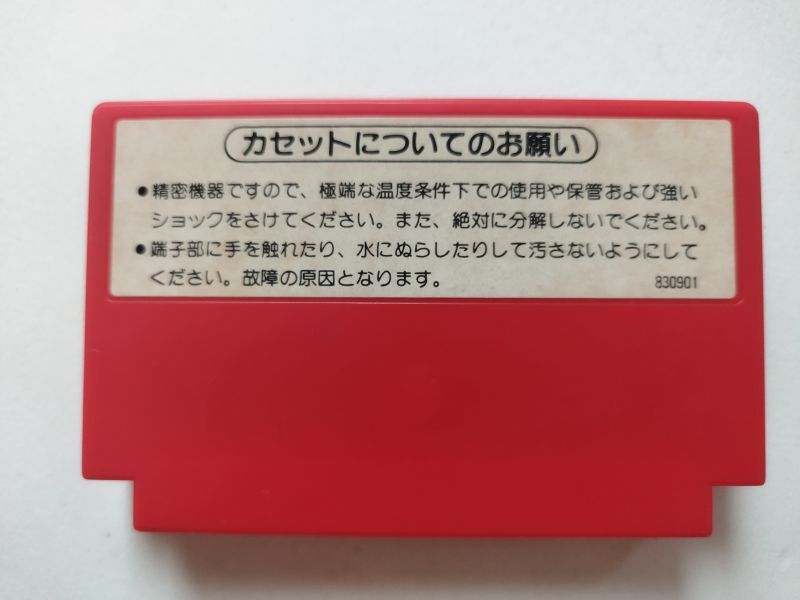 カセットについてのお願い
●精密機器ですので、極端な温度条件下での使用や保管および強い
ショックをさけてください。また、絶対に分解しないでください。
●端子部に手を触れたり、水にぬらしたりして汚さないようにして
ください。故障の原因となります。
830901